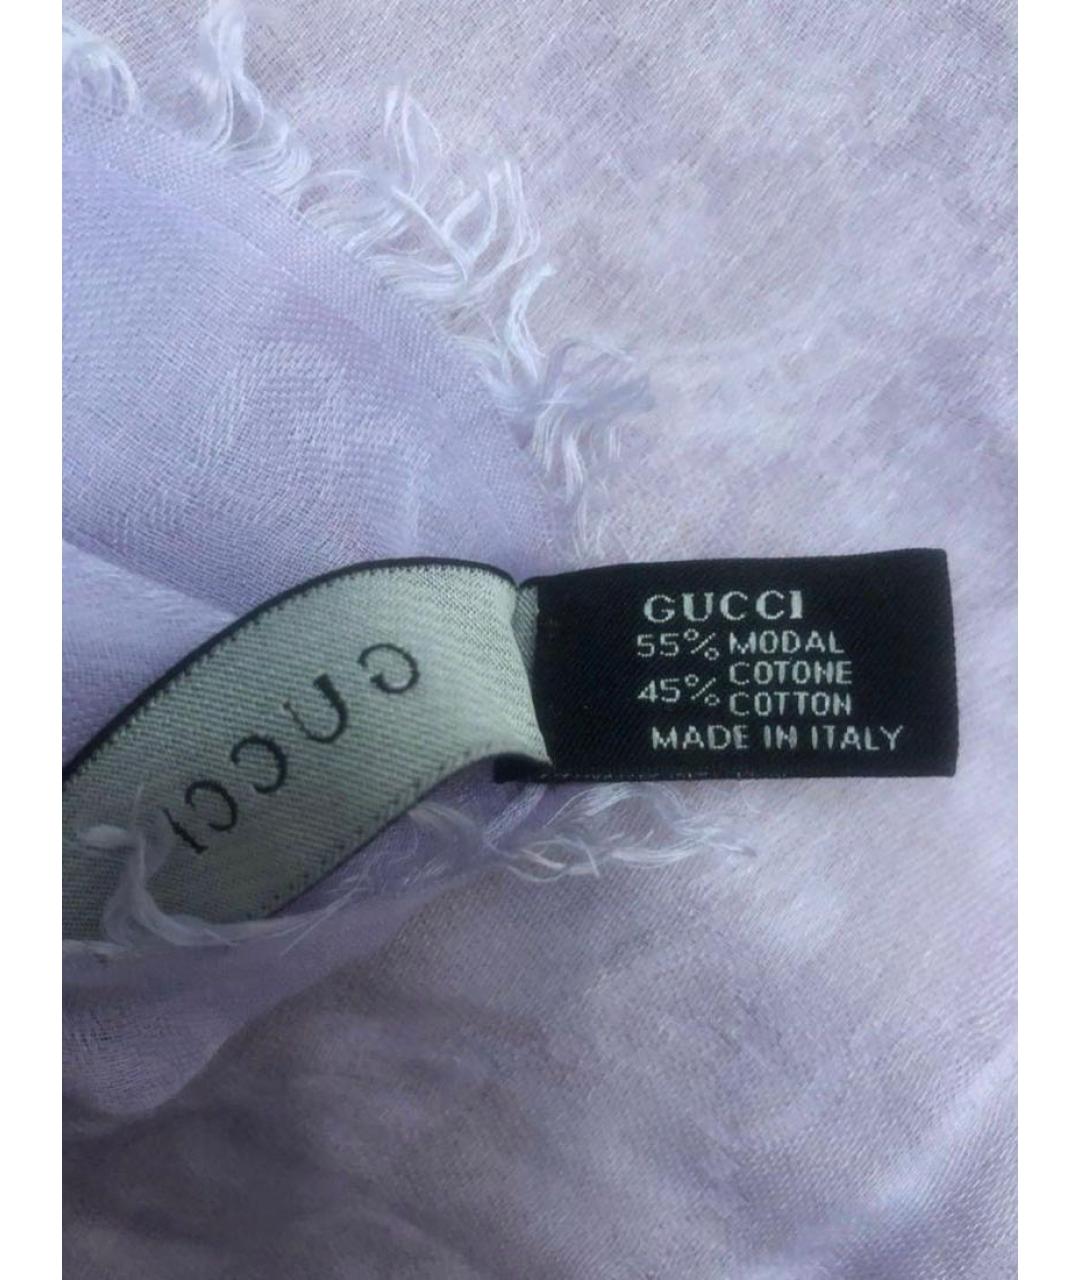 GUCCI
GUCCI
55% MODAL
45% COTONE
COTTON
MADE IN ITALY